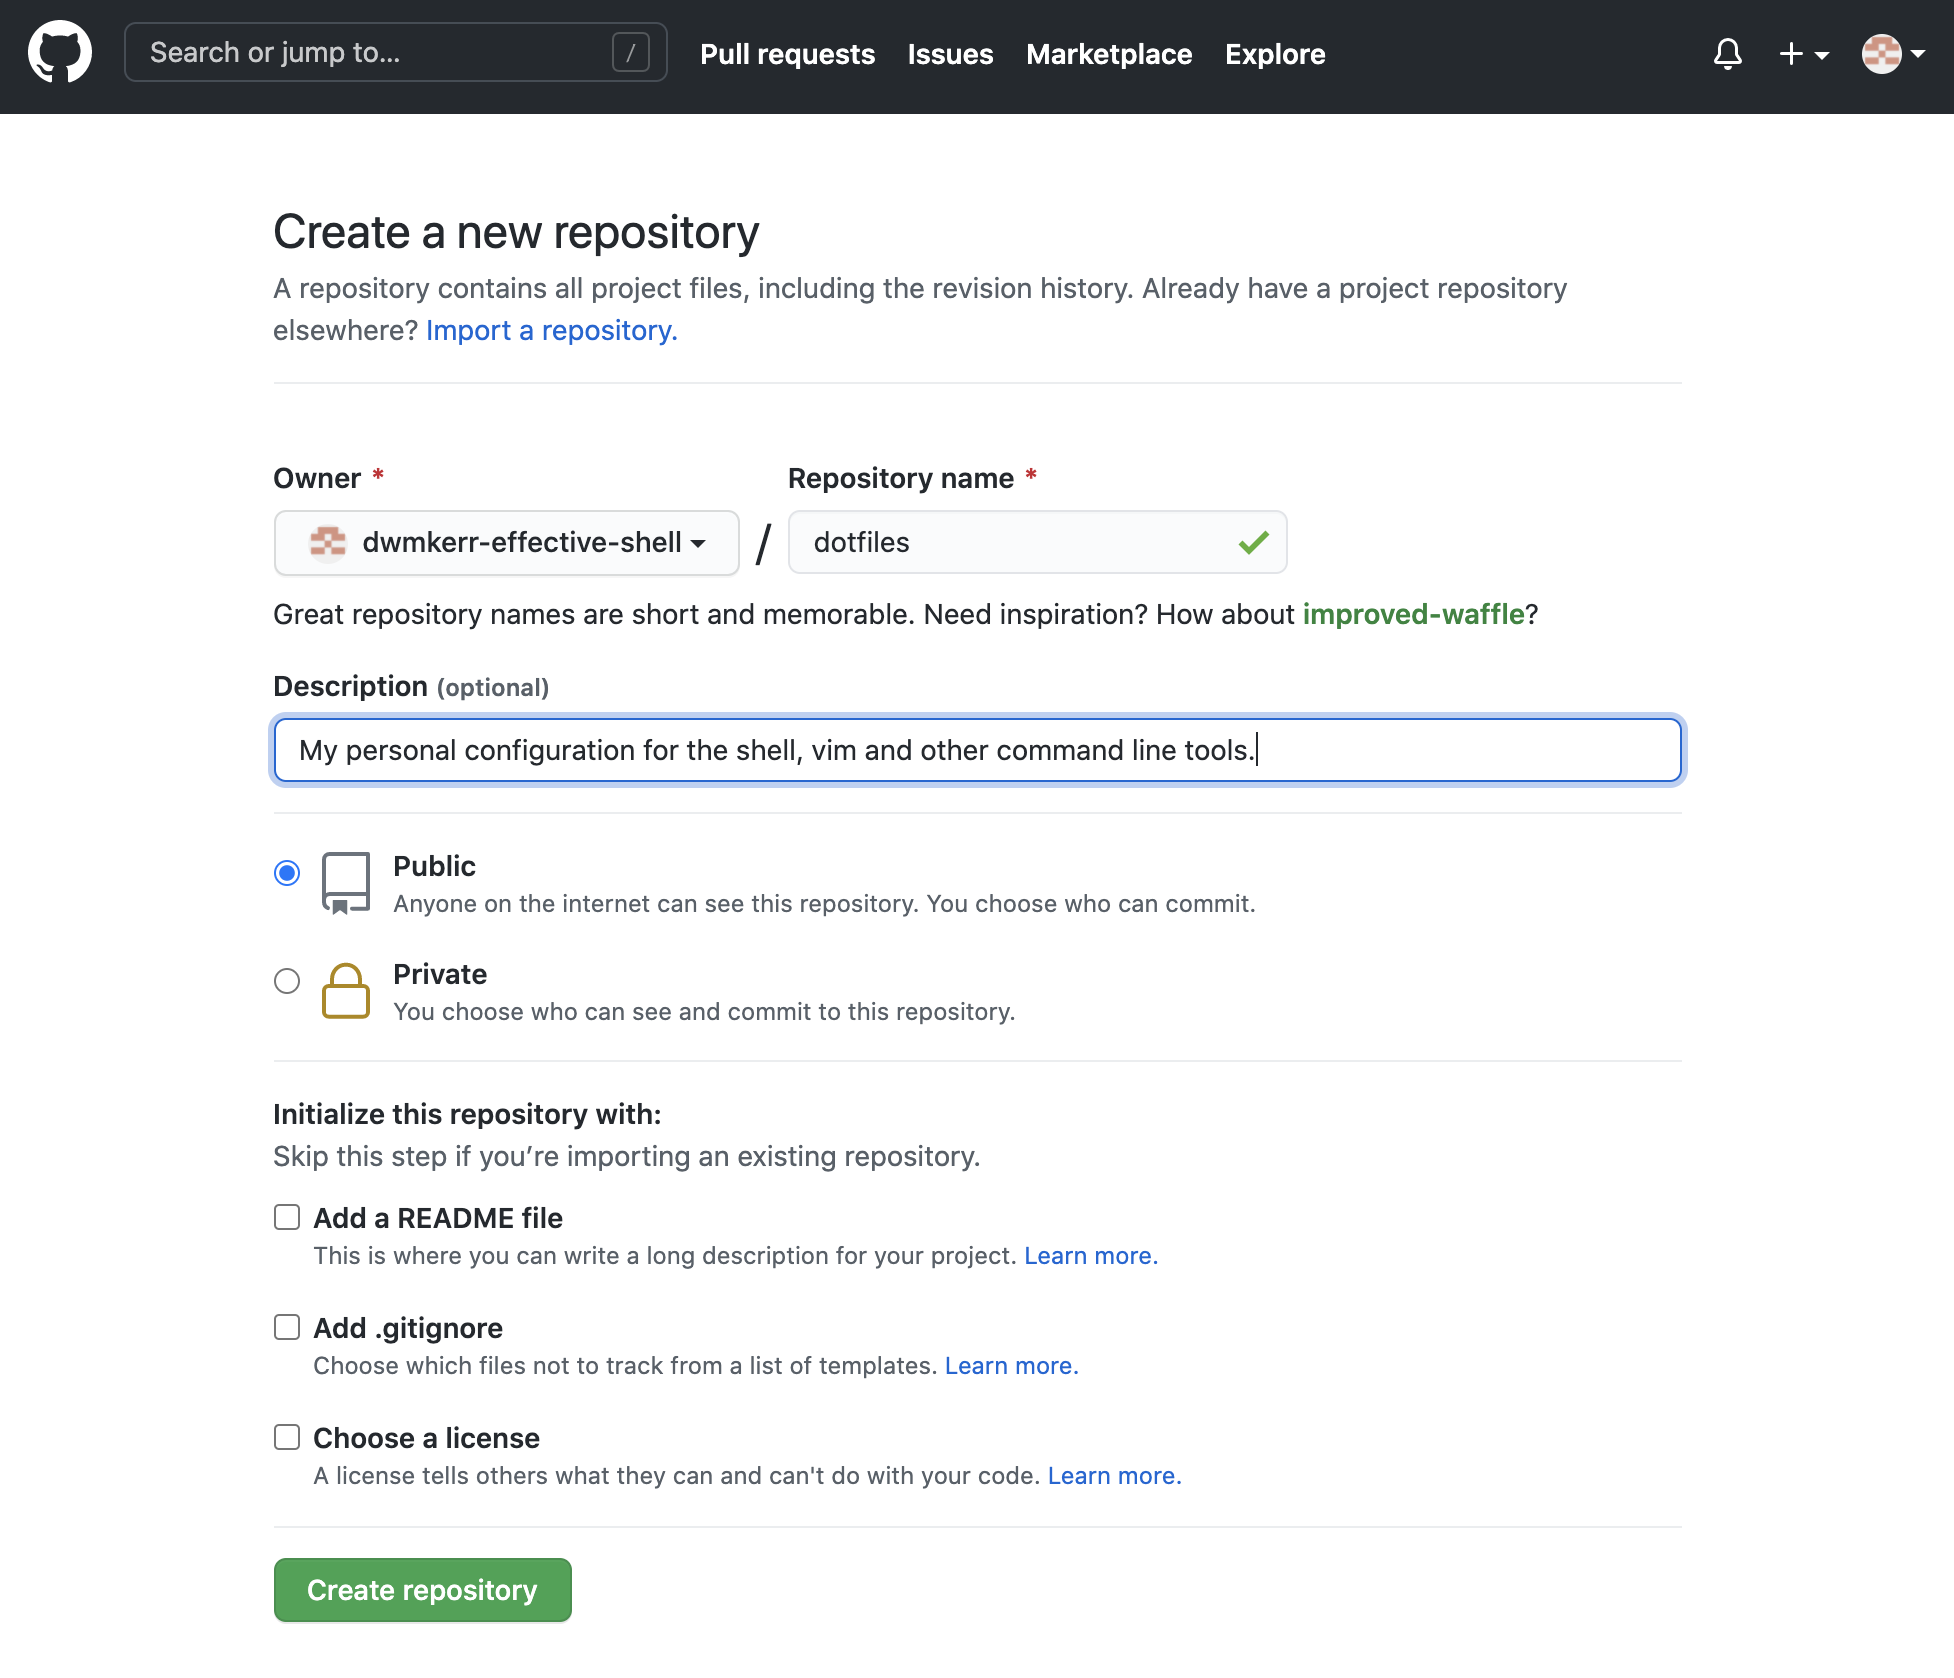 Search or jump to... /
Pull requests Issues Marketplace Explore
Create a new repository
A repository contains all project files, including the revision history. Already have a project repository
elsewhere? Import a repository.
Owner * Repository name *
dwmkerr-effective-shell / dotfiles
Great repository names are short and memorable. Need inspiration? How about improved-waffle?
Description (optional)
My personal configuration for the shell, vim and other command line tools.
Public
Anyone on the internet can see this repository. You choose who can commit.
Private
You choose who can see and commit to this repository.
Initialize this repository with:
Skip this step if you’re importing an existing repository.
Add a README file
This is where you can write a long description for your project. Learn more.
Add .gitignore
Choose which files not to track from a list of templates. Learn more.
Choose a license
A license tells others what they can and can't do with your code. Learn more.
Create repository